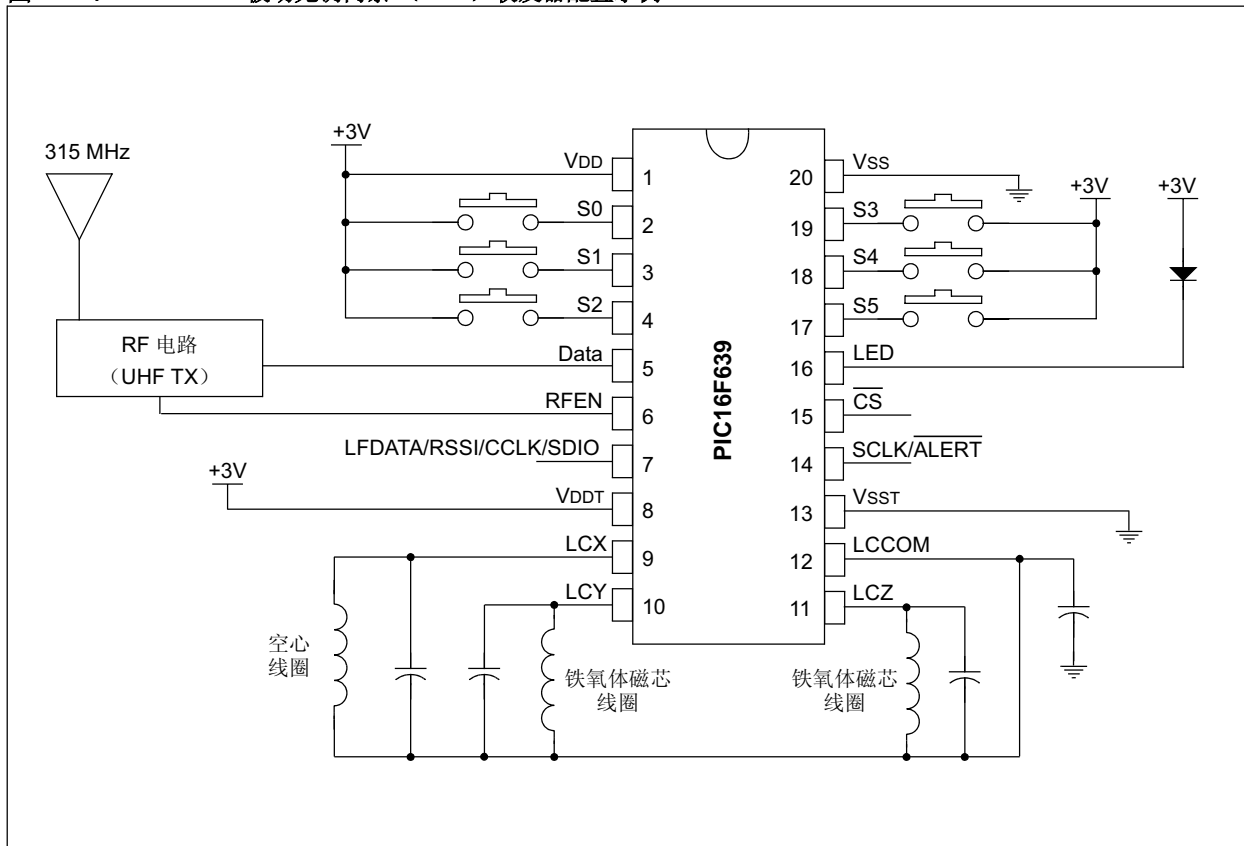 +3V
315 MHz
VDD
1
20
VSS
+3V
+3V
S0
2
19
S3
S1
3
18
S4
S2
4
17
S5
RF 电路
（UHF TX）
Data
5
16
LED
RFEN
6
15
CS
LFDATA/RSSI/CCLK/SDIO
7
14
SCLK/ALERT
+3V
VDDT
8
13
VSST
LCX
9
12
LCCOM
LCY
10
11
LCZ
PIC16F639
空心
线圈
铁氧体磁芯
线圈
铁氧体磁芯
线圈